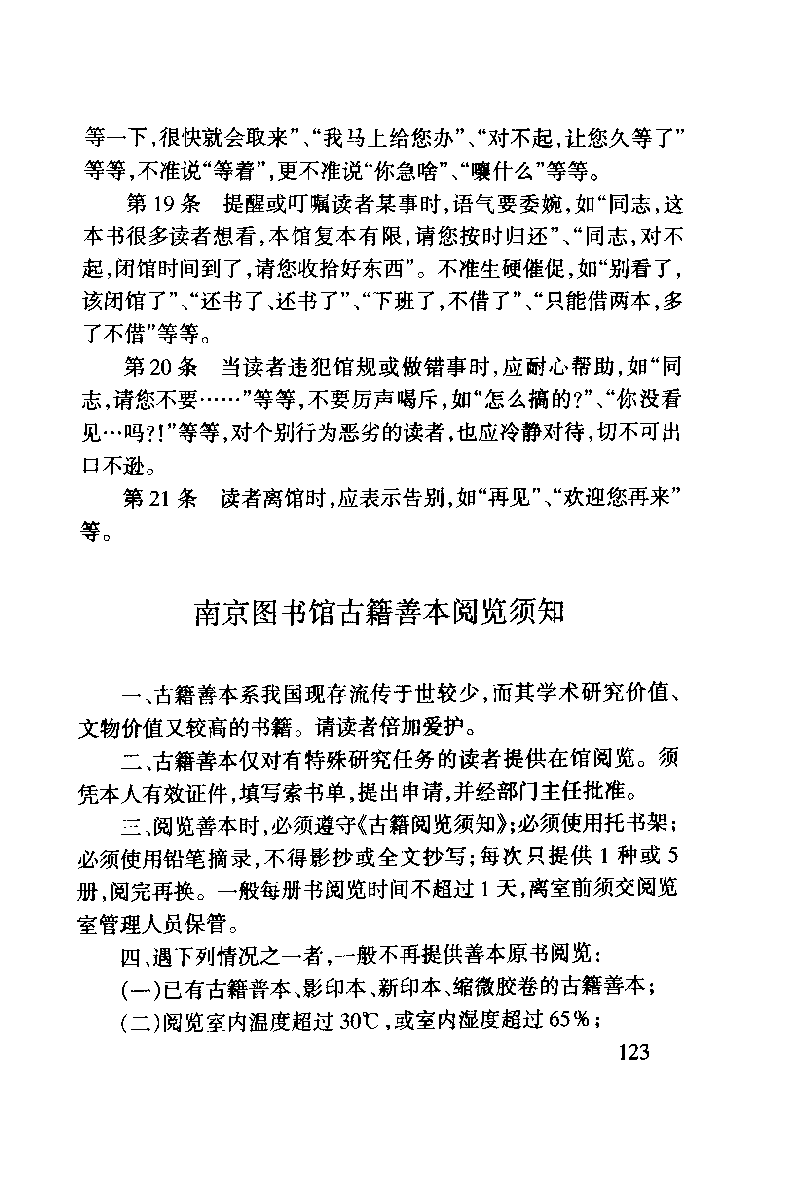 等一下,很快就会取来”、“我马上给您办”、“对不起,让您久等了”
等等,不准说“等着”,更不准说“你急啥”、“嚷什么”等等。
第19条 提醒或叮嘱读者某事时,语气要委婉,如“同志,这
本书很多读者想看,本馆复本有限,请您按时归还”、“同志,对不
起,闭馆时间到了,请您收拾好东西”。不准生硬催促,如“别看了,
该闭馆了”、“还书了、还书了”、“下班了,不借了”、“只能借两本,多
了不借”等等。
第20条 当读者违犯馆规或做错事时,应耐心帮助,如“同
志,请您不要……”等等,不要厉声喝斥,如“怎么搞的?”、“你没看
见…吗?!”等等,对个别行为恶劣的读者,也应冷静对待,切不可出
口不逊。
第21条 读者离馆时,应表示告别,如“再见”、“欢迎您再来”
等。
南京图书馆古籍善本阅览须知
一、古籍善本系我国现存流传于世较少,而其学术研究价值、
文物价值又较高的书籍。请读者倍加爱护。
二、古籍善本仅对有特殊研究任务的读者提供在馆阅览。须
凭本人有效证件,填写索书单,提出申请,并经部门主任批准。
三、阅览善本时,必须遵守《古籍阅览须知》;必须使用托书架;
必须使用铅笔摘录,不得影抄或全文抄写;每次只提供1种或5
册,阅完再换。一般每册书阅览时间不超过1天,离室前须交阅览
室管理人员保管。
四、遇下列情况之一者,一般不再提供善本原书阅览:
(一)已有古籍普本、影印本、新印本、缩微胶卷的古籍善本;
(二)阅览室内温度超过30℃,或室内湿度超过65%;
123